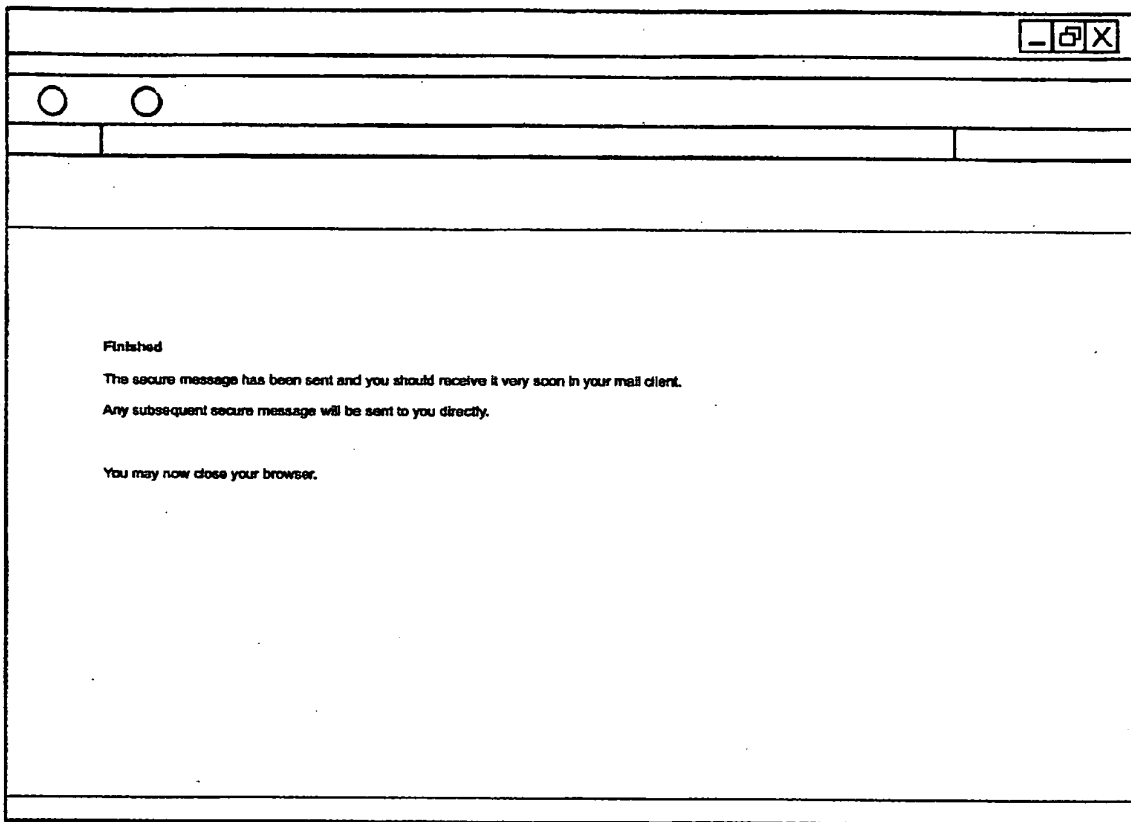 Finished
The secure message has been sent and you should receive it very soon in your mail client.
Any subsequent secure message will be sent to you directly.
You may now close your browser.